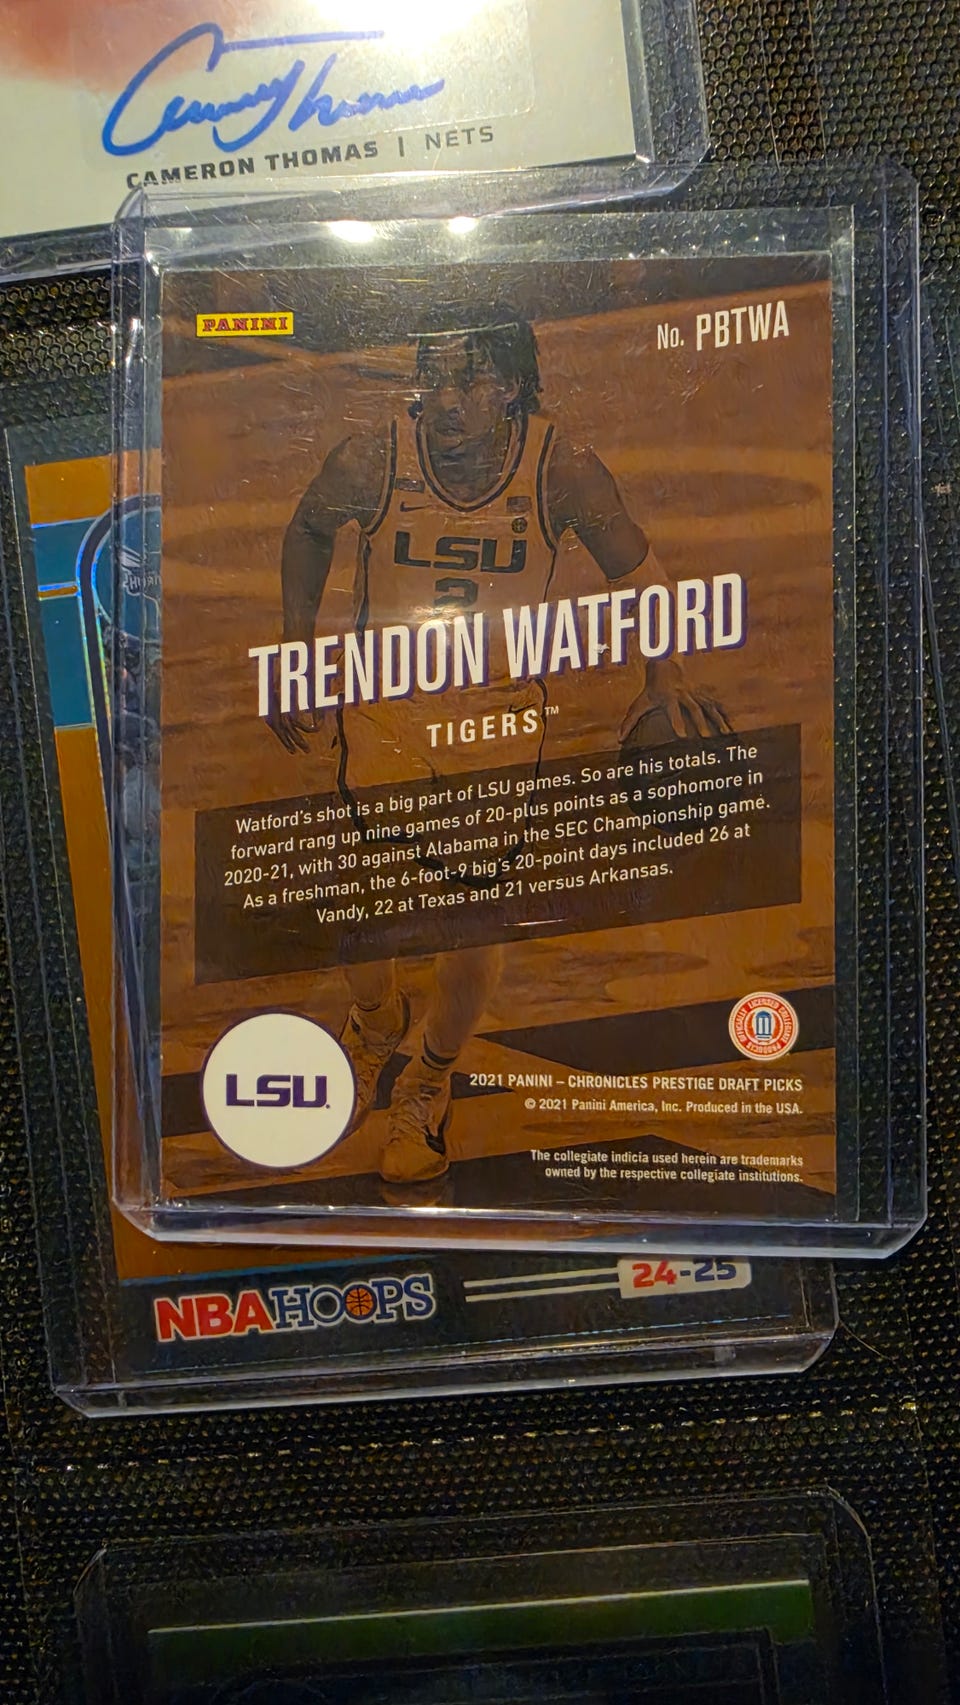 CAMERON THOMAS | NETS
PANINI
No. PBTWA
LSU
2
TRENDON WATFORD
TIGERS™
Watford's shot is a big part of LSU games. So are his totals. The
forward rang up nine games of 20-plus points as a sophomore in
2020-21, with 30 against Alabama in the SEC Championship game.
As a freshman, the 6-foot-9 big's 20-point days included 26 at
Vandy, 22 at Texas and 21 versus Arkansas.
LSU.
OFFICIALLY LICENSED COLLEGIATE PRODUCTS
2021 PANINI – CHRONICLES PRESTIGE DRAFT PICKS
© 2021 Panini America, Inc. Produced in the USA.
The collegiate indicia used herein are trademarks
owned by the respective collegiate institutions.
NBA HOOPS
24-25